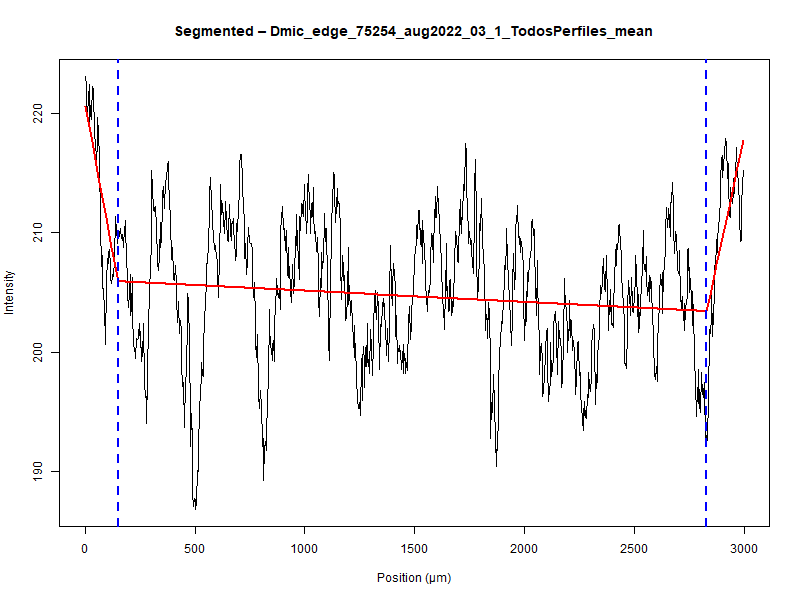 Segmented – Dmic_edge_75254_aug2022_03_1_TodosPerfiles_mean
Intensity
220
210
200
190
0 500 1000 1500 2000 2500 3000
Position (µm)